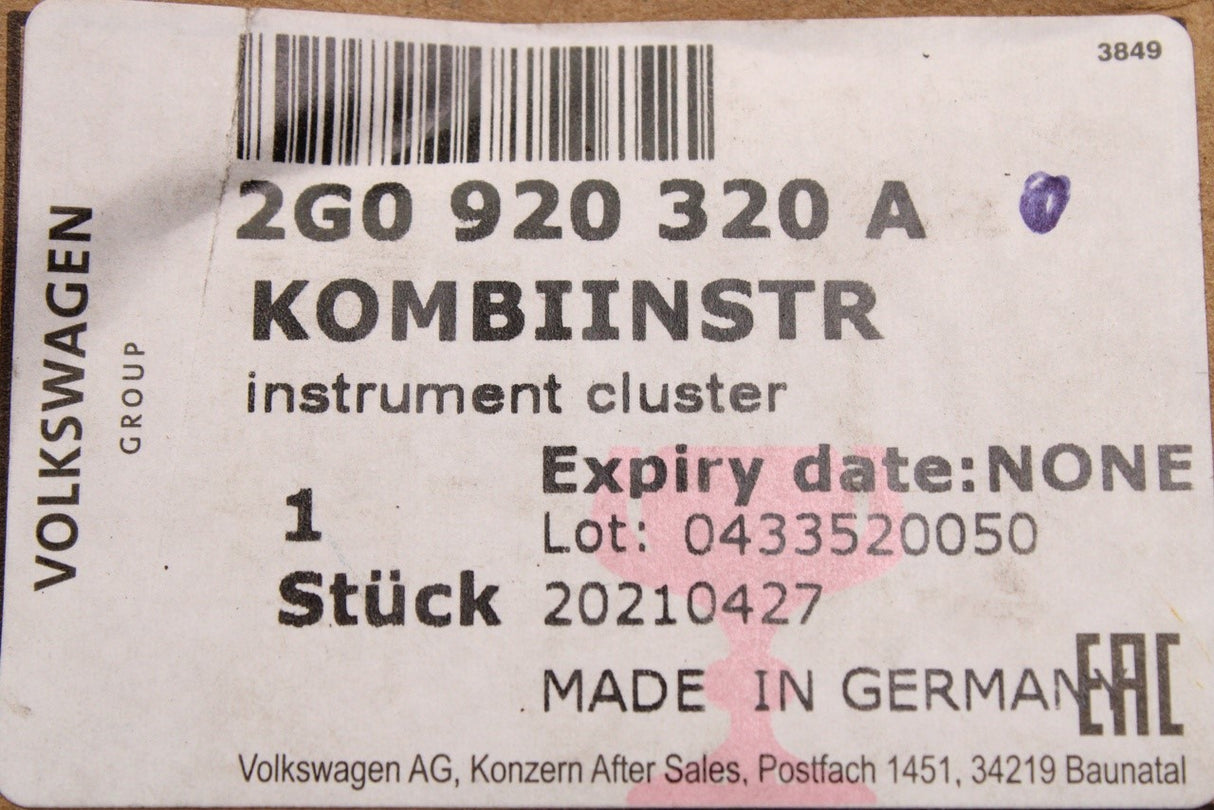 3849
2G0 920 320 A
KOMBIINSTR
instrument cluster
Expiry date:NONE
1
Lot: 0433520050
Stück
20210427
MADE IN GERMANY
EAC
Volkswagen AG, Konzern After Sales, Postfach 1451, 34219 Baunatal
VOLKSWAGEN
GROUP